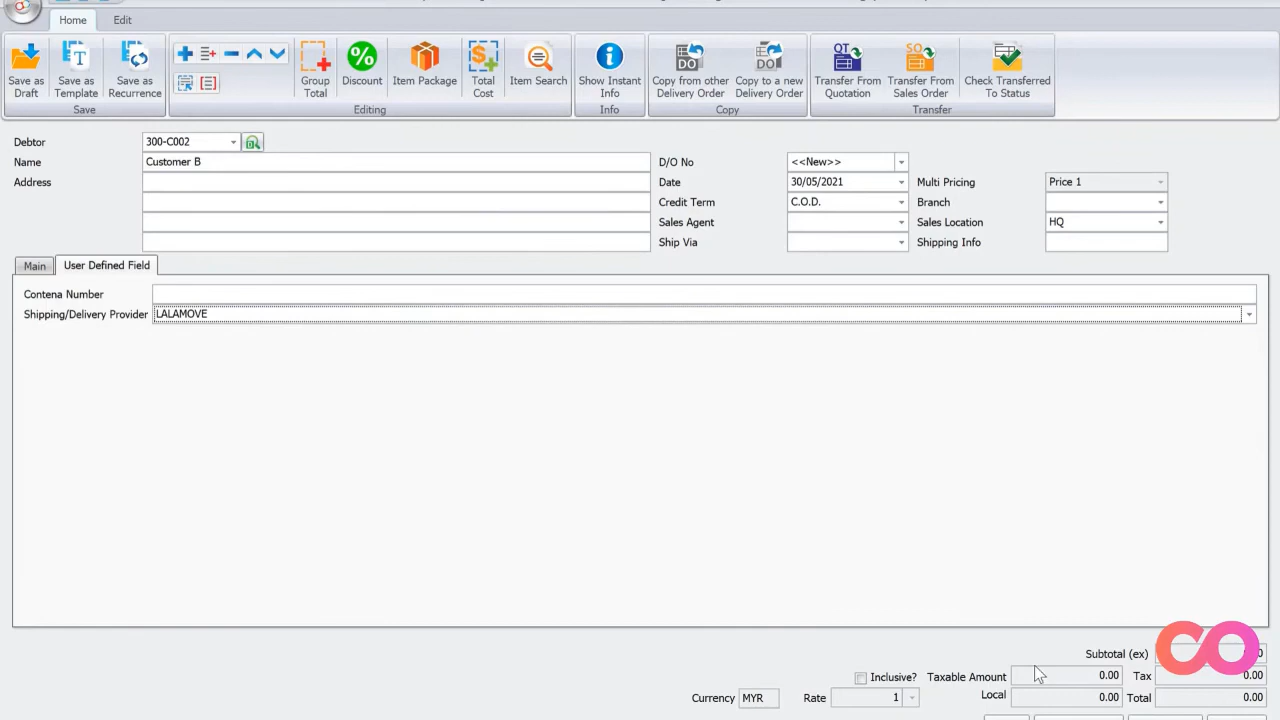 Home Edit
Save as Draft
Save as Template
Save as Recurrence
Save
Group Total
Discount
Item Package
Total Cost
Item Search
Editing
Show Instant Info
Info
Copy from other Delivery Order
Copy to a new Delivery Order
Copy
Transfer From Quotation
Transfer From Sales Order
Check Transferred To Status
Transfer
Debtor 300-C002
Name Customer B D/O No <<New>>
Address Date 30/05/2021 Multi Pricing Price 1
Credit Term C.O.D. Branch
Sales Agent Sales Location HQ
Ship Via Shipping Info
Main User Defined Field
Contena Number
Shipping/Delivery Provider LALAMOVE
Subtotal (ex)
Inclusive? Taxable Amount 0.00 Tax 0.00
Currency MYR Rate 1 Local 0.00 Total 0.00